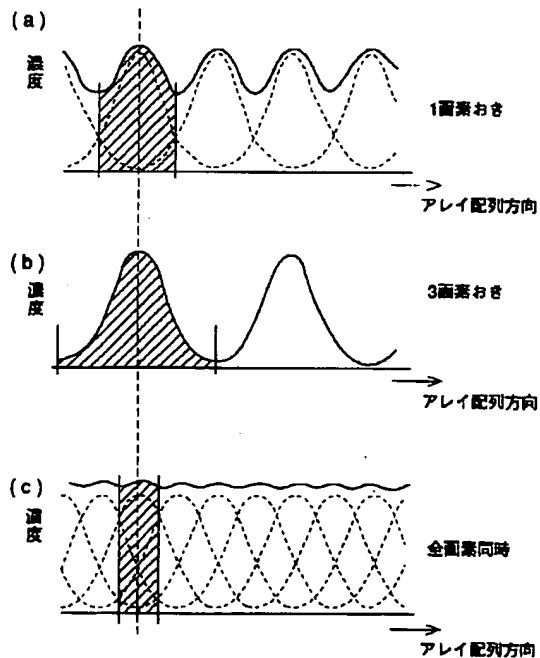 (a)
濃度
1画素おき
アレイ配列方向
(b)
濃度
3画素おき
アレイ配列方向
(c)
濃度
全画素同時
アレイ配列方向